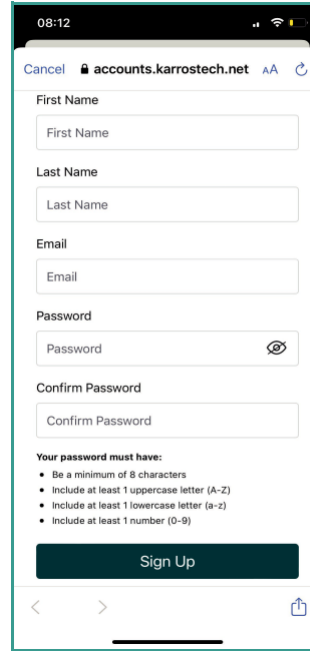 08:12
Cancel accounts.karrostech.net AA
First Name
First Name
Last Name
Last Name
Email
Email
Password
Password
Confirm Password
Confirm Password
Your password must have:
• Be a minimum of 8 characters
• Include at least 1 uppercase letter (A-Z)
• Include at least 1 lowercase letter (a-z)
• Include at least 1 number (0-9)
Sign Up